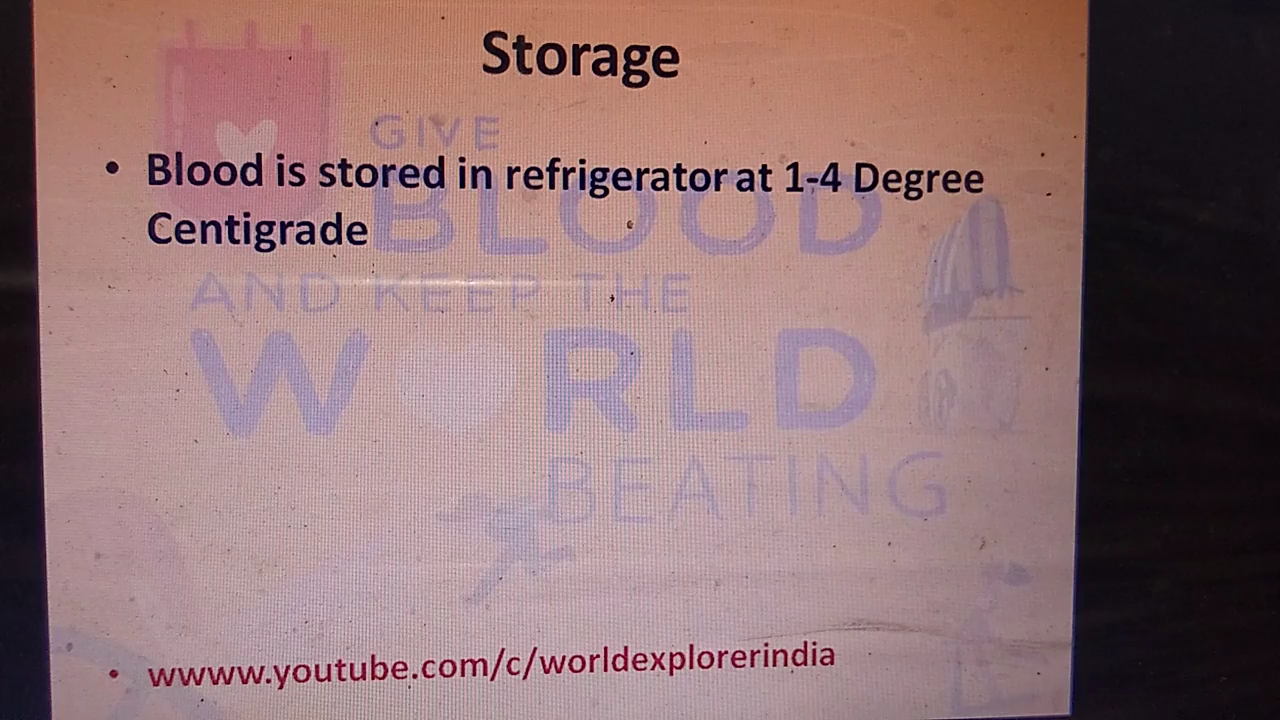 Storage
GIVE
• Blood is stored in refrigerator at 1-4 Degree
BLOOD
Centigrade
AND KEEP THE
W RLD
BEATING
• wwww.youtube.com/c/worldexplorerindia